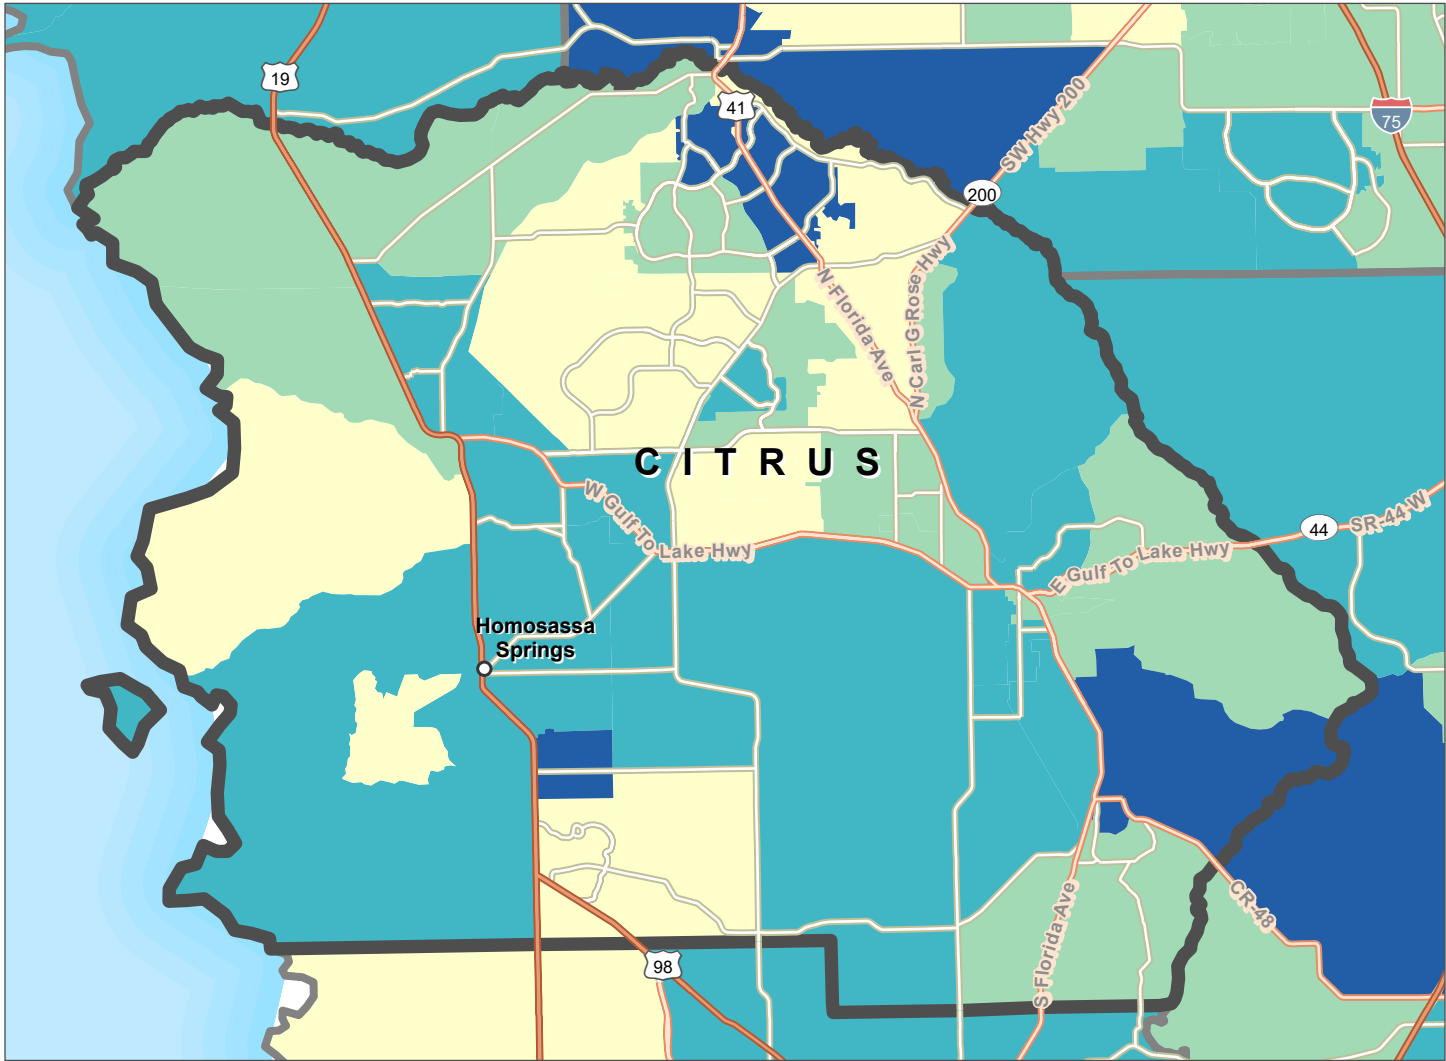 19
41
75
SW Hwy 200
200
N Florida Ave
N Carl G Rose Hwy
CITRUS
W Gulf To Lake Hwy
44
SR-44 W
E Gulf To Lake Hwy
Homosassa
Springs
S Florida Ave
CR-48
98